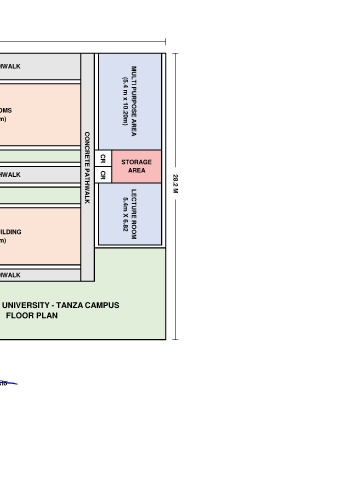 HWALK
OMS
m)
HWALK
ILDING
m)
HWALK
CONCRETE PATHWALK
MULTI PURPOSE AREA
(5.4 m x 10.20m)
CR
CR
STORAGE
AREA
LECTURE ROOM
5.4m X 6.82
28.2 M
UNIVERSITY - TANZA CAMPUS
FLOOR PLAN